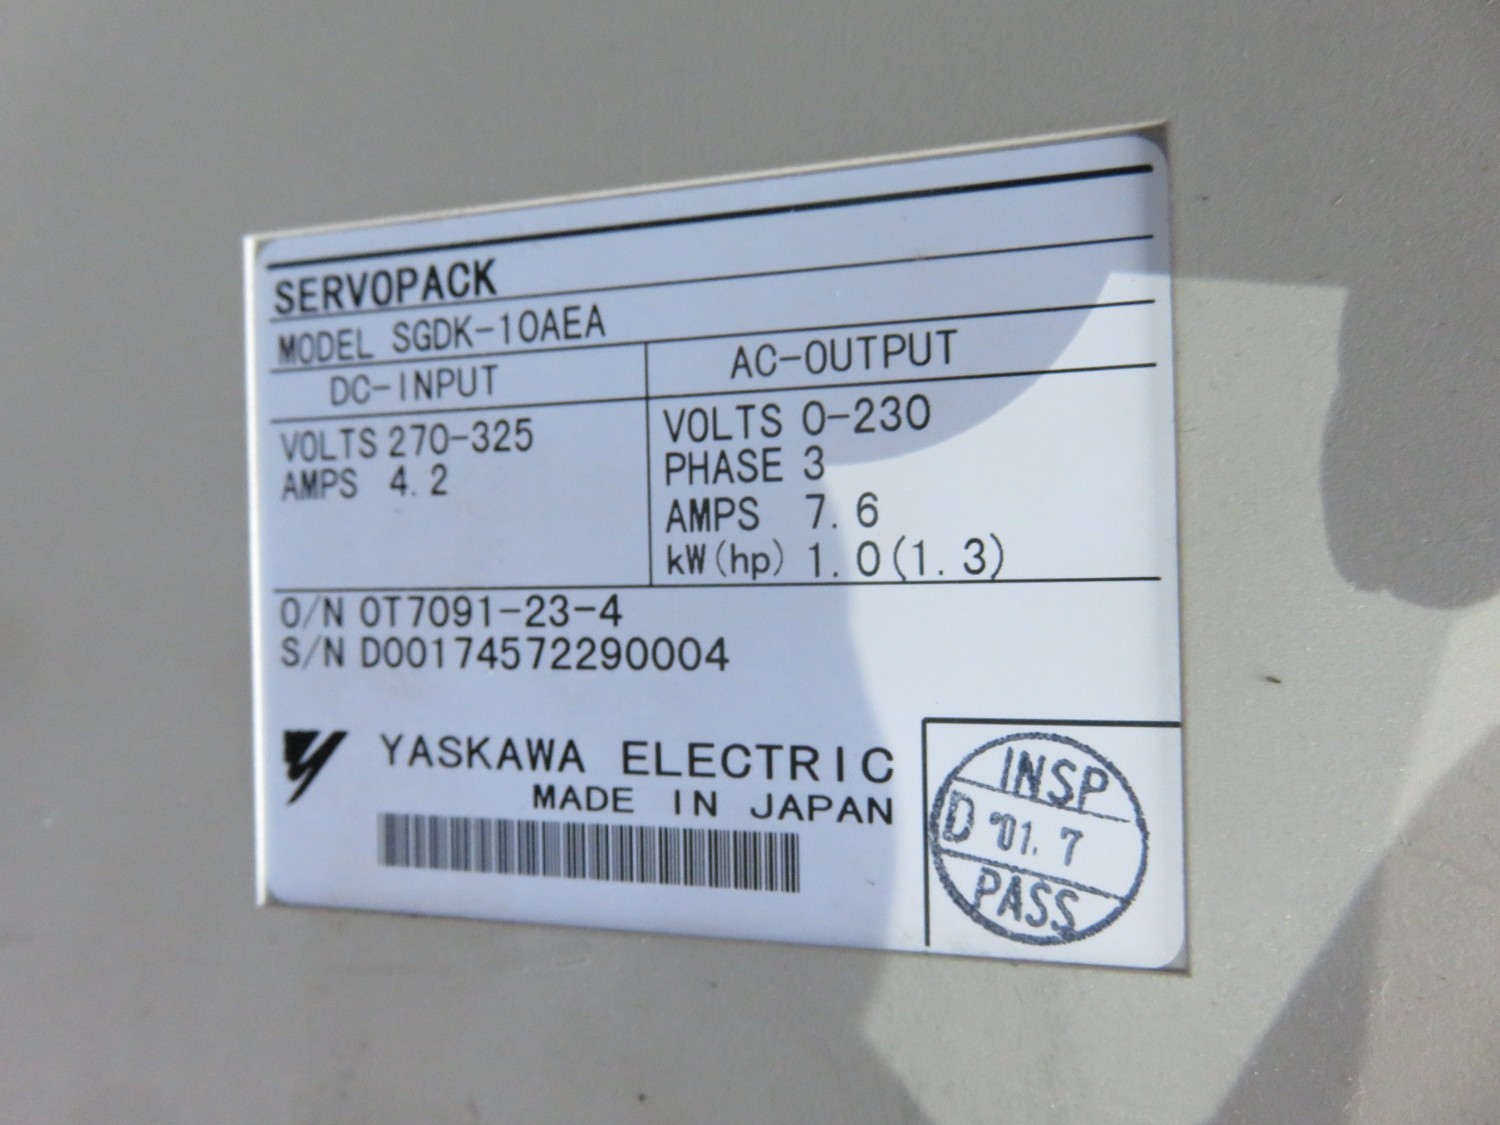 SERVOPACK
MODEL SGDK-10AEA
DC-INPUT
VOLTS 270-325
AMPS 4.2
AC-OUTPUT
VOLTS 0-230
PHASE 3
AMPS 7.6
kW(hp) 1.0(1.3)
O/N 0T7091-23-4
S/N D00174572290004
YASKAWA ELECTRIC
MADE IN JAPAN
INSP
D '01.7
PASS